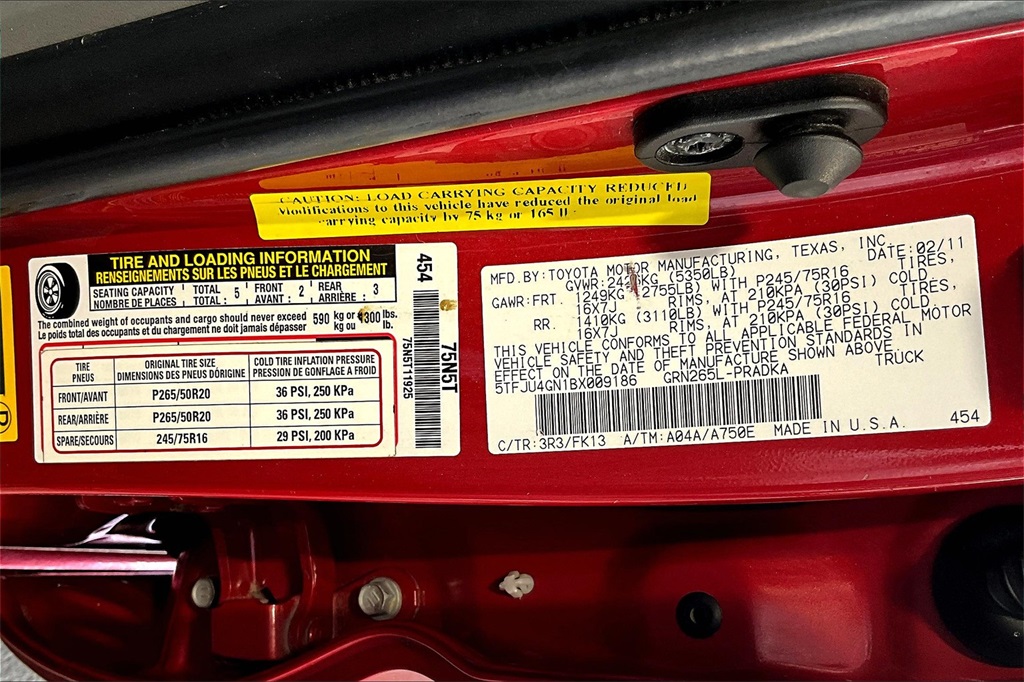 CAUTION: LOAD CARRYING CAPACITY REDUCED
Modifications to this vehicle have reduced the original load
carrying capacity by 75 kg or 165
TIRE AND LOADING INFORMATION
RENSEIGNEMENTS SUR LES PNEUS ET LE CHARGEMENT
SEATING CAPACITY TOTAL : 5 FRONT : 2 REAR : 3
NOMBRE DE PLACES TOTAL : 5 AVANT : 2 ARRIÈRE : 3
The combined weight of occupants and cargo should never exceed 590 kg or 1300 lbs.
Le poids total des occupants et du chargement ne doit jamais dépasser 590 kg ou 1300 lb.
TIRE ORIGINAL TIRE SIZE COLD TIRE INFLATION PRESSURE
PNEUS DIMENSIONS DES PNEUS D'ORIGINE PRESSION DE GONFLAGE A FROID
FRONT/AVANT P265/50R20 36 PSI, 250 KPa
REAR/ARRIÈRE P265/50R20 36 PSI, 250 KPa
SPARE/SECOURS 245/75R16 29 PSI, 200 KPa
454
75N5T
75N5T11925
MFD.BY:TOYOTA MOTOR MANUFACTURING, TEXAS, INC. DATE:02/11
GVWR: KG (5350LB)
GAWR:FRT. 1249KG (2755LB) WITH P245/75R16 TIRES,
16X7J RIMS, AT 210KPA (30PSI) COLD.
RR. 1410KG (3110LB) WITH P245/75R16 TIRES,
16X7J RIMS, AT 210KPA (30PSI) COLD.
THIS VEHICLE CONFORMS TO ALL APPLICABLE FEDERAL MOTOR
VEHICLE SAFETY AND THEFT PREVENTION STANDARDS IN
EFFECT ON THE DATE OF MANUFACTURE SHOWN ABOVE.
5TFJU4GN1BX009186 GRN265L-PRADKA TRUCK
C/TR:3R3/FK13 A/TM:A04A/A750E MADE IN U.S.A. 454